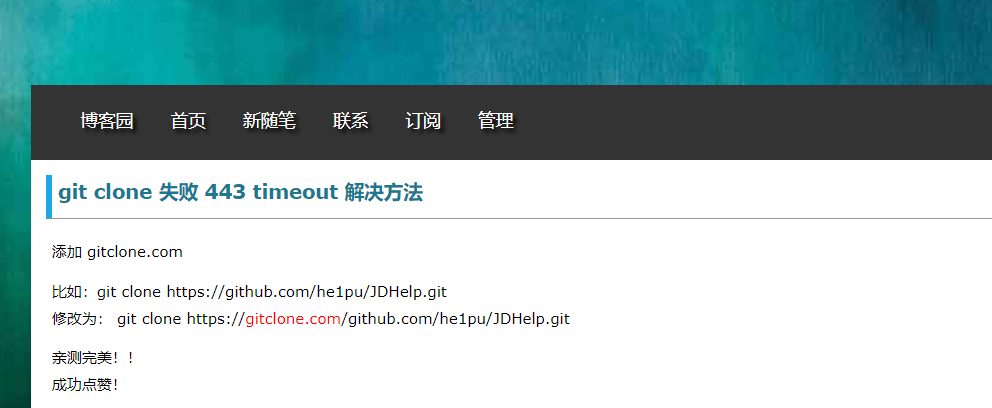 博客园 首页 新随笔 联系 订阅 管理
git clone 失败 443 timeout 解决方法
添加 gitclone.com
比如：git clone https://github.com/he1pu/JDHelp.git
修改为： git clone https://gitclone.com/github.com/he1pu/JDHelp.git
亲测完美！！
成功点赞！